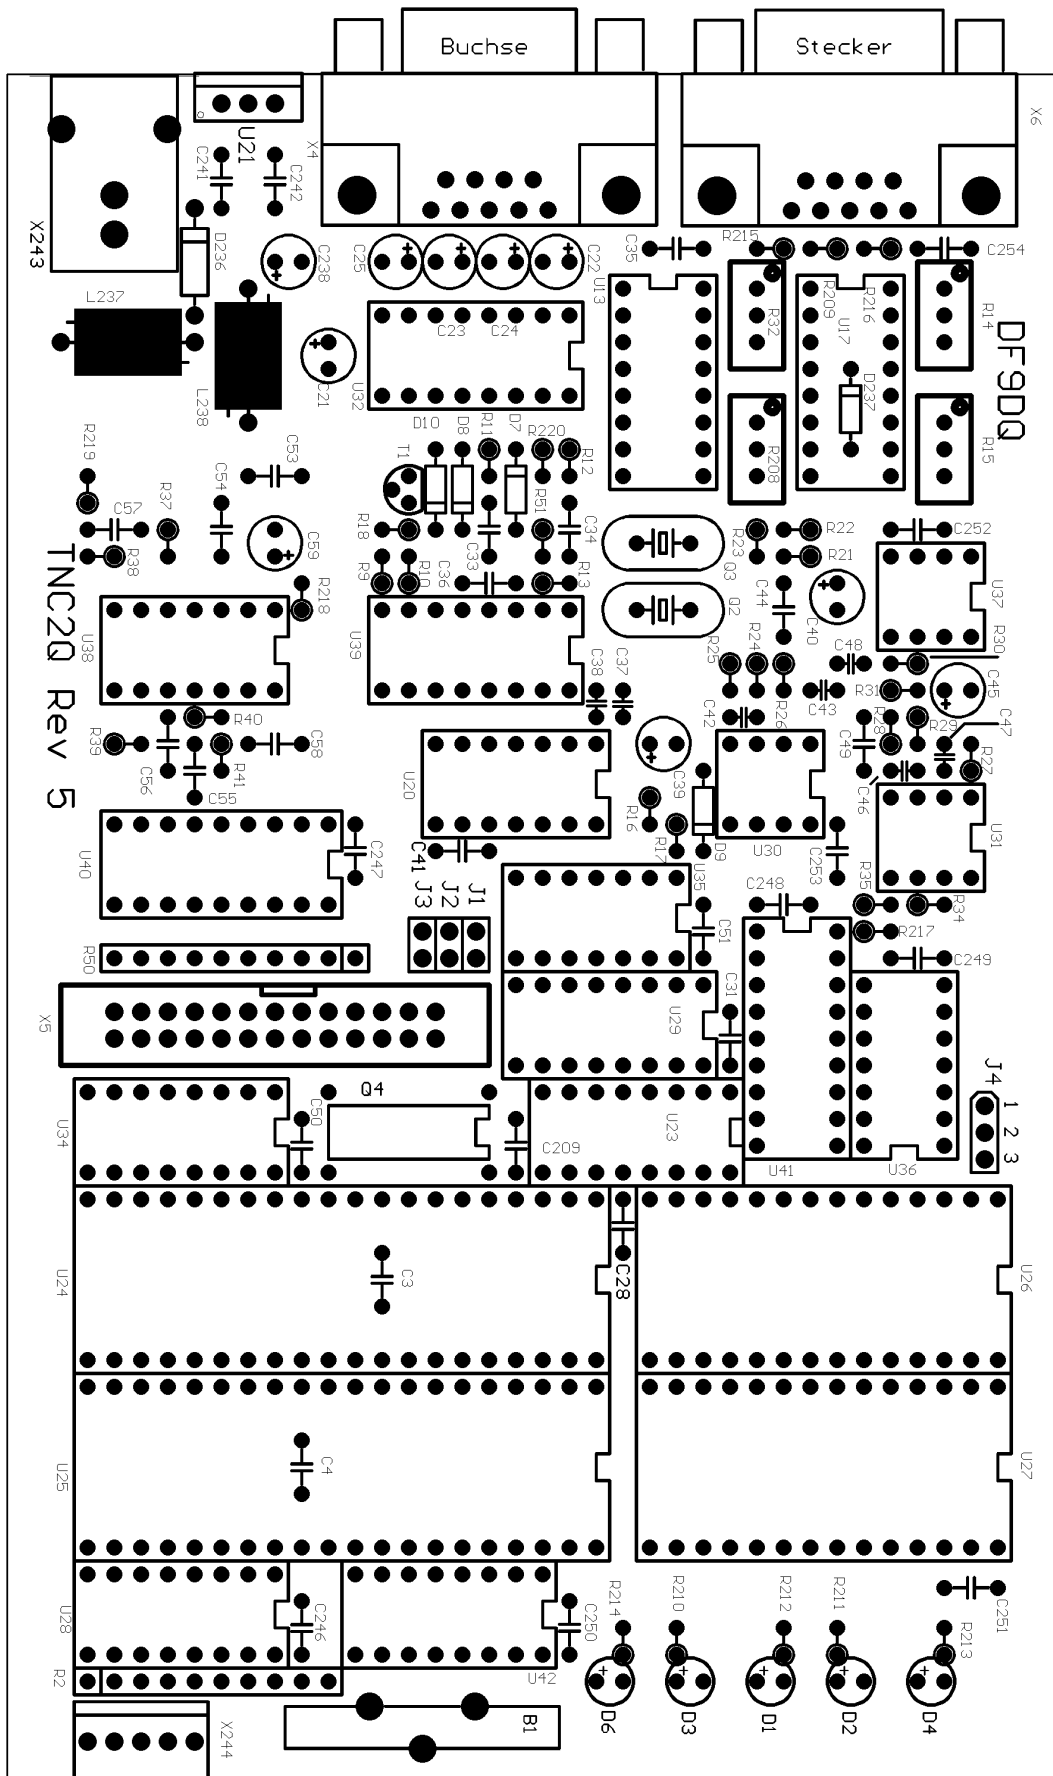 Buchse
Stecker
X6
X4
U21
C241
C242
X243
D236
C238
C25
C22
C35
R215
C254
U13
L237
R32
R209
R216
U17
R14
DF9DQ
C23
C24
L238
C21
U32
D237
R219
D10
D8
R11
D7
R220
R12
R208
R15
C53
T1
C54
R37
C57
R51
C59
R18
C34
R22
C252
R38
R23
R21
Q3
C33
C36
R9
R10
R13
TNC2Q Rev 5
R218
U38
U39
Q2
C44
C40
U37
R30
C48
R25
R24
C38
C37
R31
C45
R40
C42
R26
C43
R28
R29
C47
R39
C56
R41
C58
C49
R27
C55
U20
C39
C46
R16
R17
D9
U30
U31
U40
C247
C41
C253
J3
J2
J1
U35
C248
R35
R34
C51
R217
R50
C249
X5
C31
U29
J4
1
2
3
Q4
C50
U34
C209
U23
U41
U36
C28
U24
C3
U26
U25
C4
U27
R214
R210
R212
R211
C251
R213
U28
C246
C250
R2
U42
X244
B1
D6
D3
D1
D2
D4